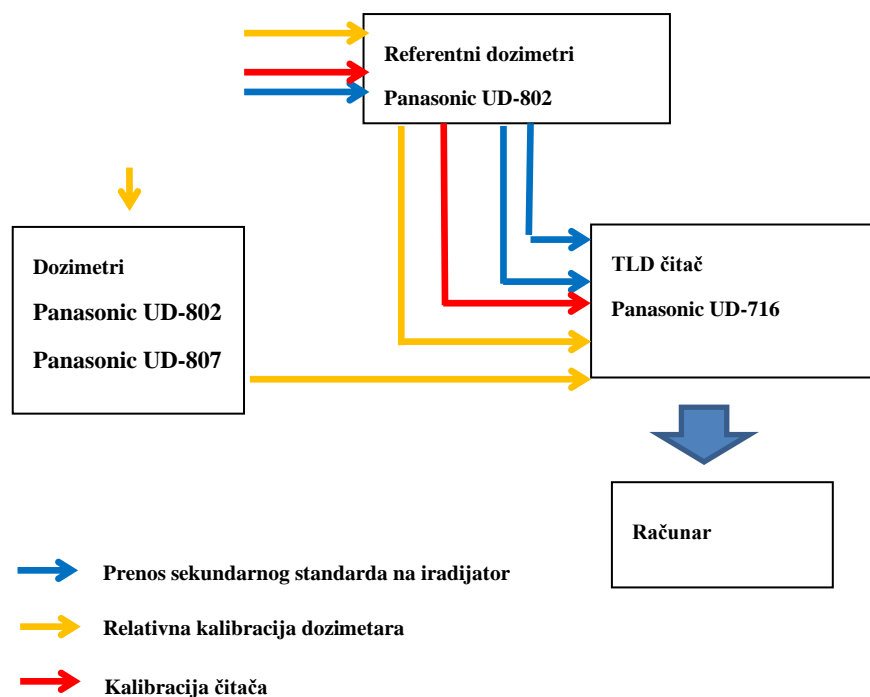 Referentni dozimetri
Panasonic UD-802
Dozimetri
Panasonic UD-802
Panasonic UD-807
TLD čitač
Panasonic UD-716
Računar
Prenos sekundarnog standarda na iradijator
Relativna kalibracija dozimetara
Kalibracija čitača